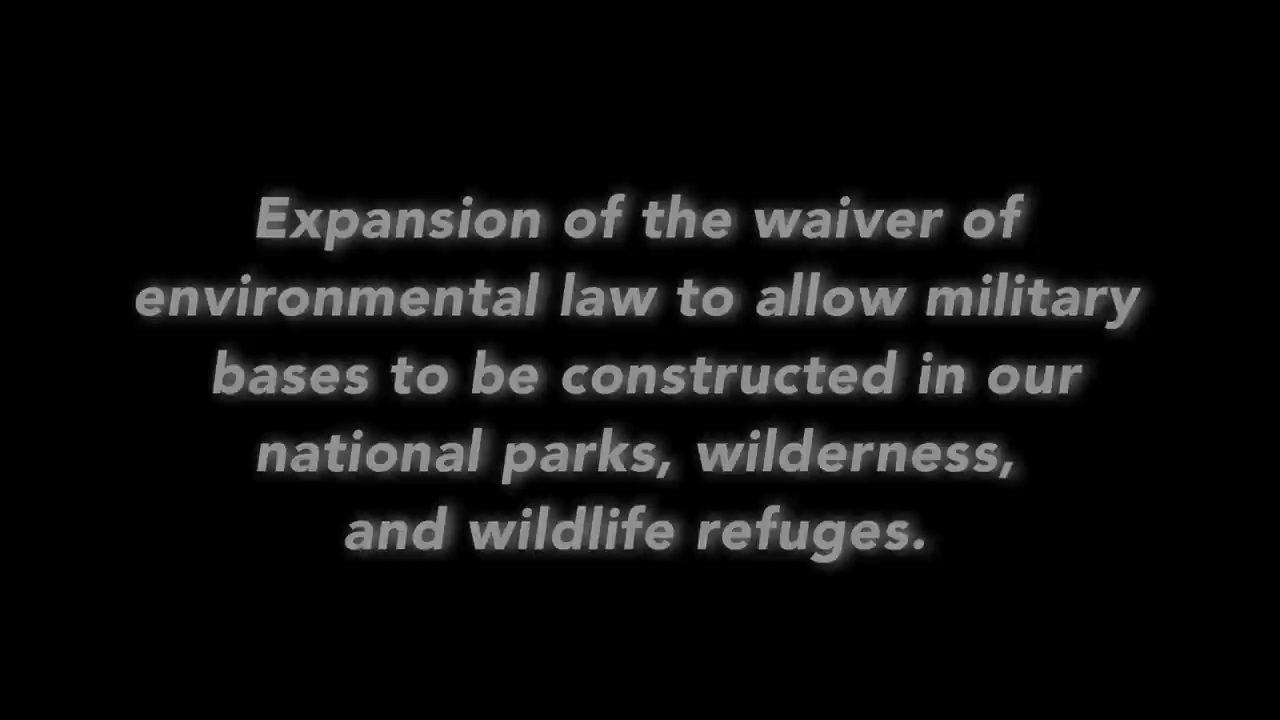 Expansion of the waiver of
environmental law to allow military
bases to be constructed in our
national parks, wilderness,
and wildlife refuges.